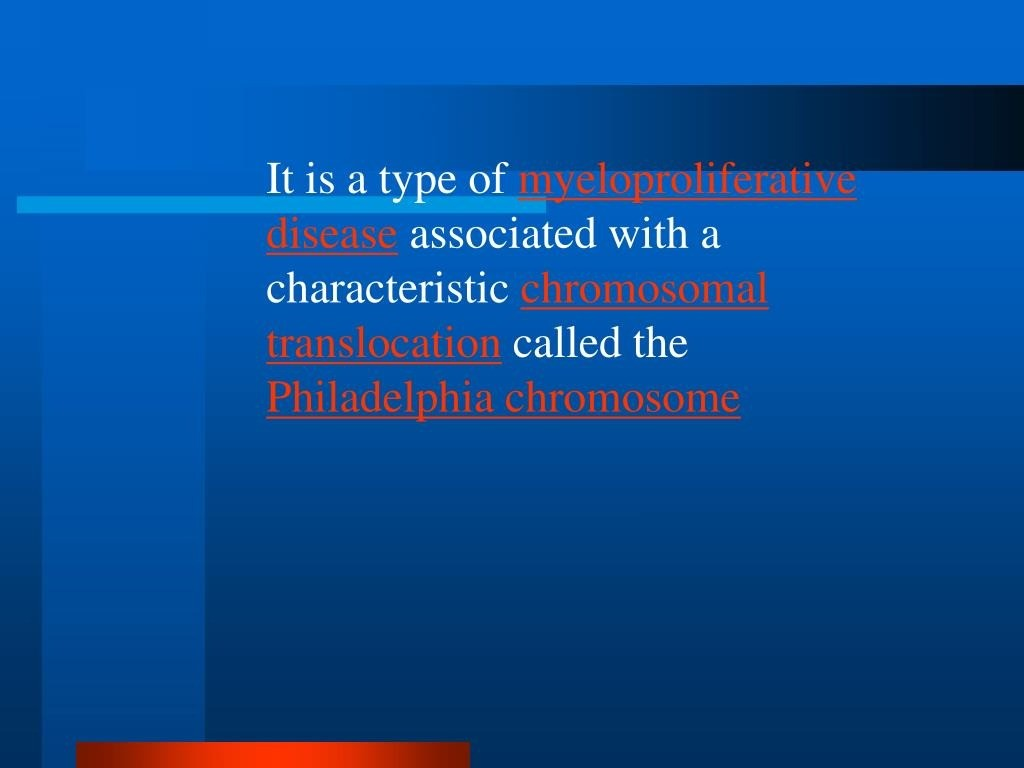 It is a type of myeloproliferative
disease associated with a
characteristic chromosomal
translocation called the
Philadelphia chromosome